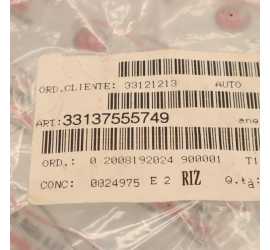 ORD.CLIENTE: 33121213 AUTO
ART:33137555749
ORD.: 0 2008192024 900001 T1
CONC: 0024975 E 2 RIZ Q.tà: